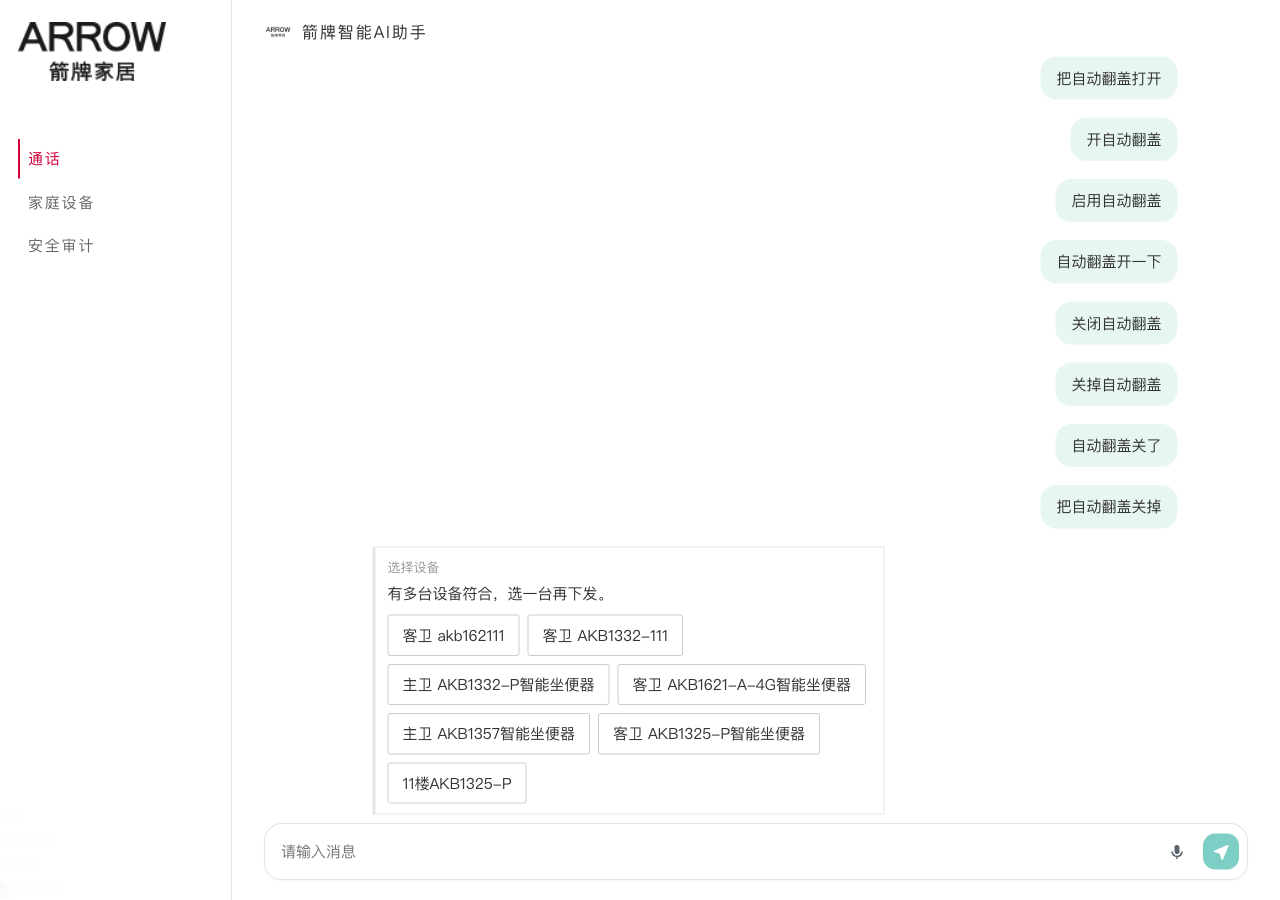 ARROW
箭牌家居
通话
家庭设备
安全审计
ARROW 箭牌智能AI助手
把自动翻盖打开
开自动翻盖
启用自动翻盖
自动翻盖开一下
关闭自动翻盖
关掉自动翻盖
自动翻盖关了
把自动翻盖关掉
选择设备
有多台设备符合，选一台再下发。
客卫 akb162111 客卫 AKB1332-111
主卫 AKB1332-P智能坐便器 客卫 AKB1621-A-4G智能坐便器
主卫 AKB1357智能坐便器 客卫 AKB1325-P智能坐便器
11楼AKB1325-P
请输入消息